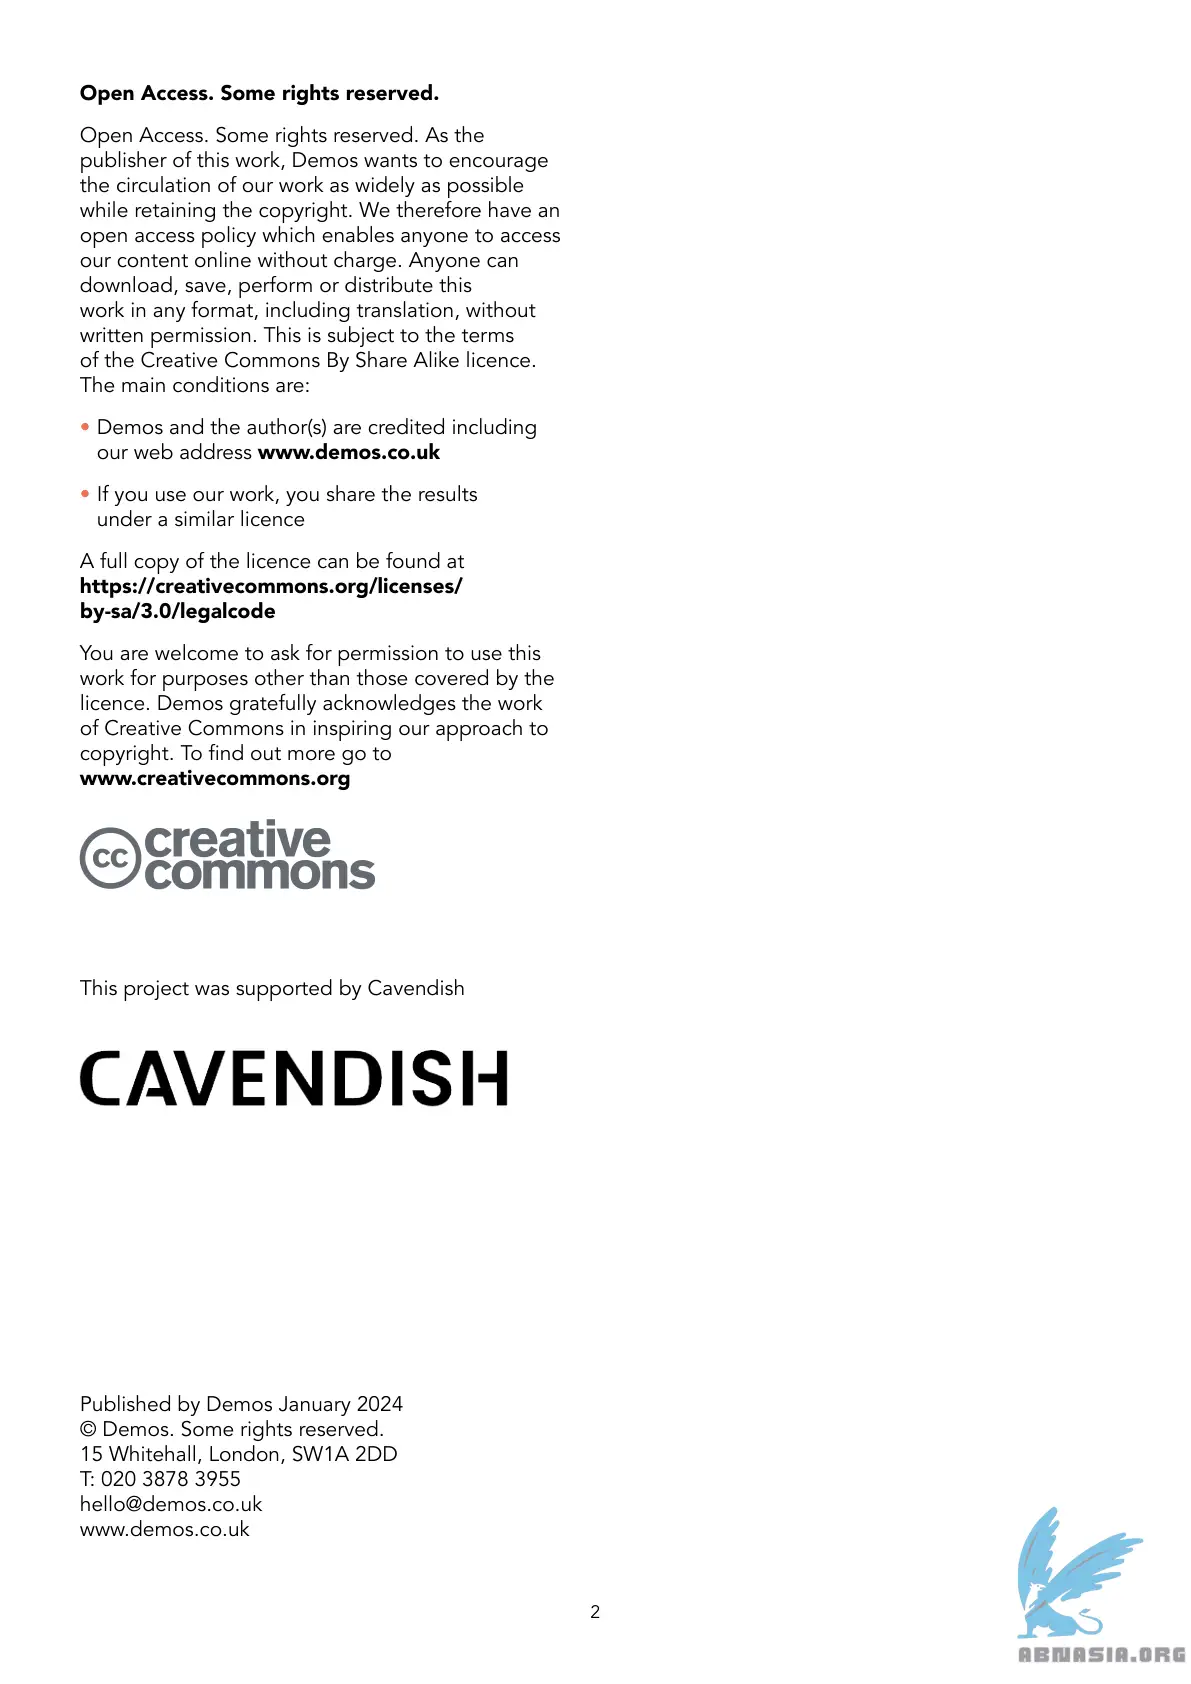 Open Access. Some rights reserved.
Open Access. Some rights reserved. As the
publisher of this work, Demos wants to encourage
the circulation of our work as widely as possible
while retaining the copyright. We therefore have an
open access policy which enables anyone to access
our content online without charge. Anyone can
download, save, perform or distribute this
work in any format, including translation, without
written permission. This is subject to the terms
of the Creative Commons By Share Alike licence.
The main conditions are:
• Demos and the author(s) are credited including
our web address www.demos.co.uk
• If you use our work, you share the results
under a similar licence
A full copy of the licence can be found at
https://creativecommons.org/licenses/
by-sa/3.0/legalcode
You are welcome to ask for permission to use this
work for purposes other than those covered by the
licence. Demos gratefully acknowledges the work
of Creative Commons in inspiring our approach to
copyright. To find out more go to
www.creativecommons.org
cc creative
commons
This project was supported by Cavendish
CAVENDISH
Published by Demos January 2024
© Demos. Some rights reserved.
15 Whitehall, London, SW1A 2DD
T: 020 3878 3955
hello@demos.co.uk
www.demos.co.uk
2
ABNASIA.ORG